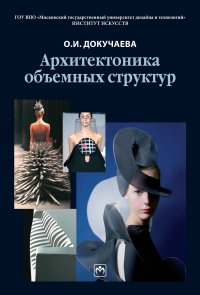 ГОУ ВПО «Московский государственный университет дизайна и технологий»
ИНСТИТУТ ИСКУССТВ
О.И. ДОКУЧАЕВА
Архитектоника
объемных структур